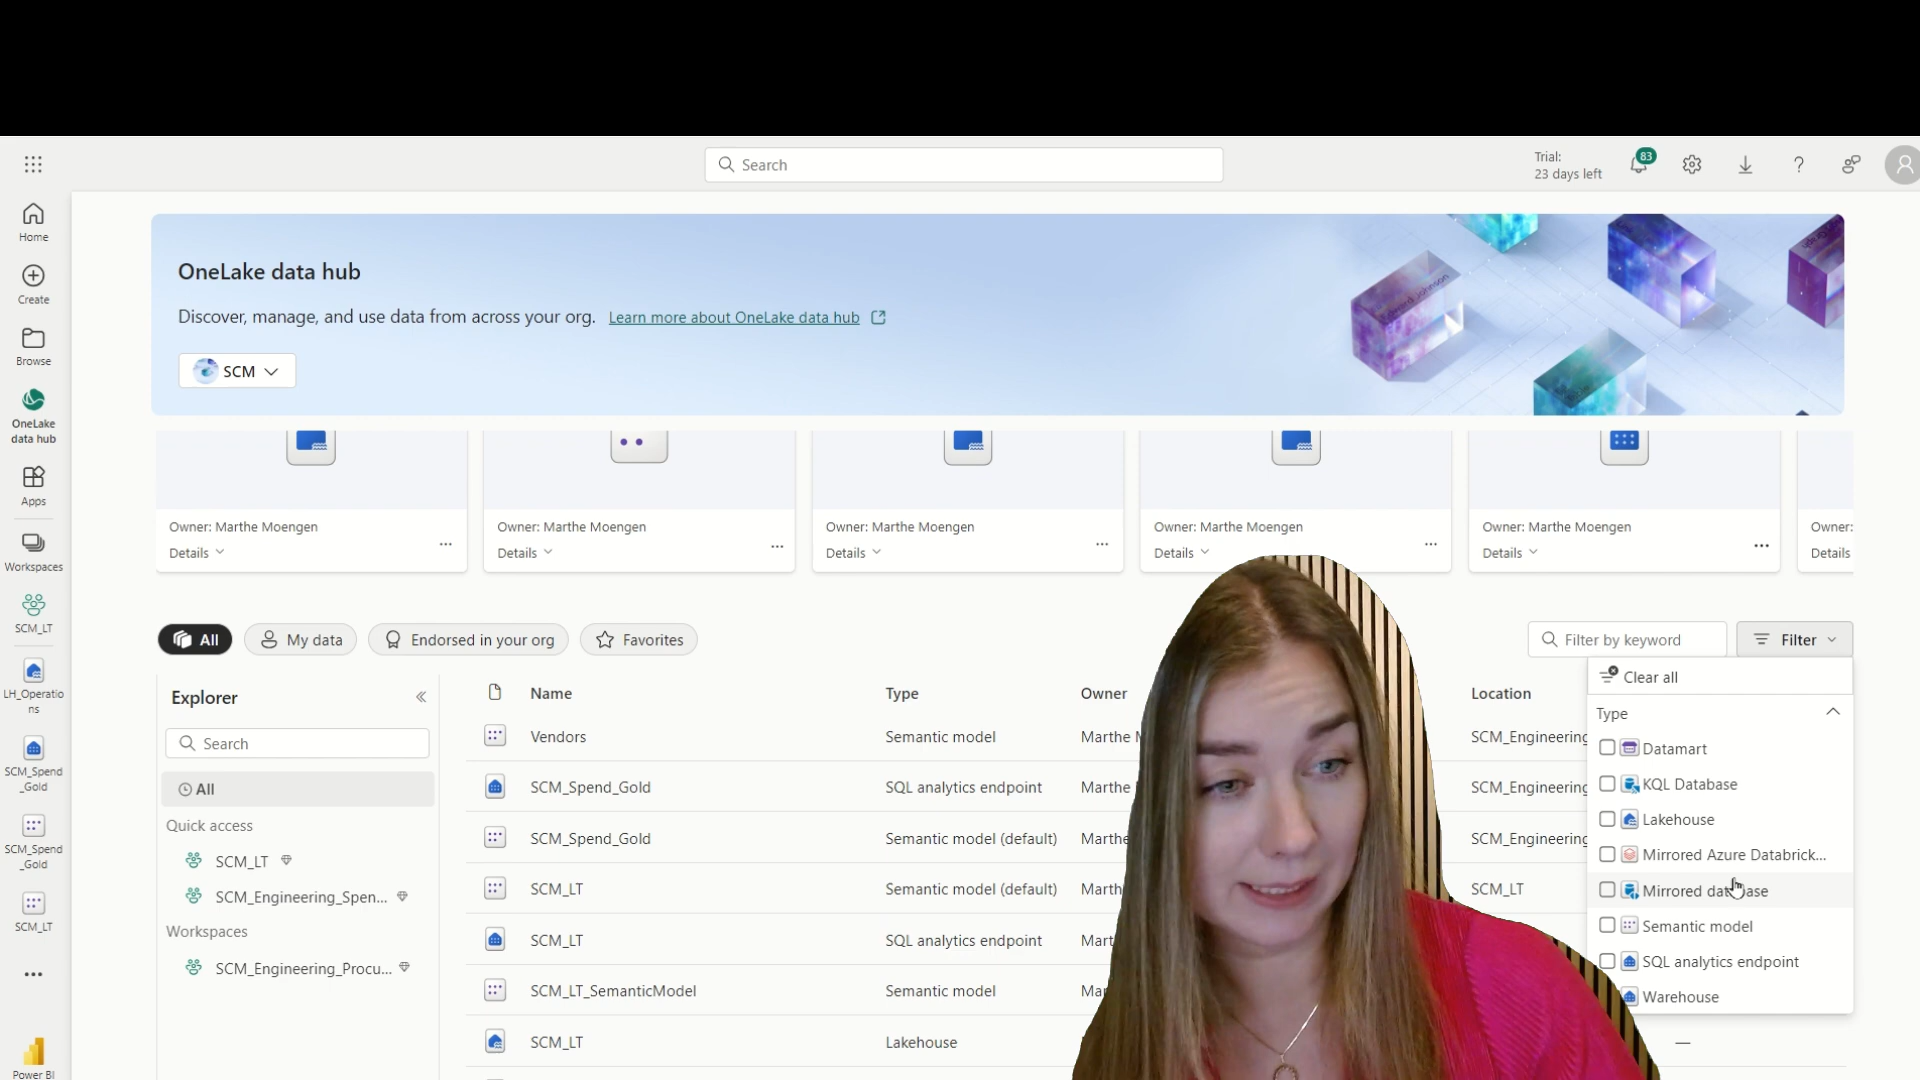 Search
Trial:
23 days left
83
Home
Create
Browse
OneLake
data hub
Apps
Workspaces
SCM_LT
LH_Operatio
ns
SCM_Spend
_Gold
SCM_Spend
_Gold
SCM_LT
Power BI
OneLake data hub
Discover, manage, and use data from across your org. Learn more about OneLake data hub
SCM
Owner: Marthe Moengen
Details
Owner: Marthe Moengen
Details
Owner: Marthe Moengen
Details
Owner: Marthe Moengen
Details
Owner: Marthe Moengen
Details
Owner:
Details
All
My data
Endorsed in your org
Favorites
Filter by keyword
Filter
Explorer
Search
All
Quick access
SCM_LT
SCM_Engineering_Spen...
Workspaces
SCM_Engineering_Procu...
Name Type Owner Location
Vendors Semantic model Marthe SCM_Engineering
SCM_Spend_Gold SQL analytics endpoint Marthe SCM_Engineering
SCM_Spend_Gold Semantic model (default) Marthe SCM_Engineering
SCM_LT Semantic model (default) Marth SCM_LT
SCM_LT SQL analytics endpoint Mart
SCM_LT_SemanticModel Semantic model Mar
SCM_LT Lakehouse —
Clear all
Type
Datamart
KQL Database
Lakehouse
Mirrored Azure Databrick...
Mirrored database
Semantic model
SQL analytics endpoint
Warehouse